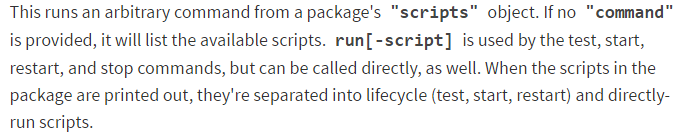 This runs an arbitrary command from a package's "scripts" object. If no "command"
is provided, it will list the available scripts. run[-script] is used by the test, start,
restart, and stop commands, but can be called directly, as well. When the scripts in the
package are printed out, they're separated into lifecycle (test, start, restart) and directly-
run scripts.